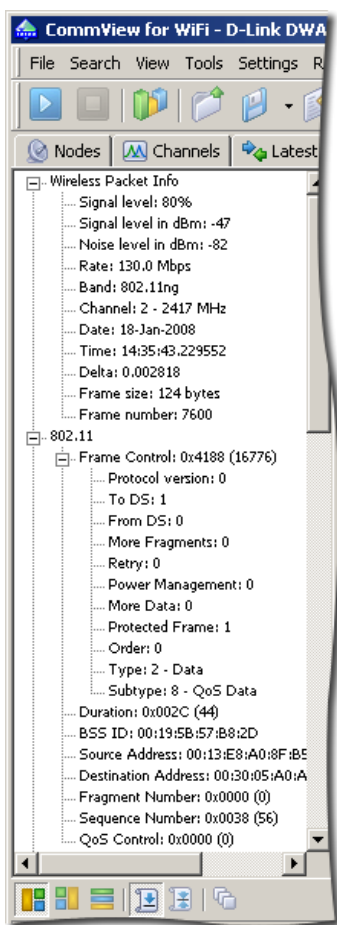 CommView for WiFi - D-Link DWA
File Search View Tools Settings R
Nodes Channels Latest
Wireless Packet Info
Signal level: 80%
Signal level in dBm: -47
Noise level in dBm: -82
Rate: 130.0 Mbps
Band: 802.11ng
Channel: 2 - 2417 MHz
Date: 18-Jan-2008
Time: 14:35:43.229552
Delta: 0.002818
Frame size: 124 bytes
Frame number: 7600
802.11
Frame Control: 0x4188 (16776)
Protocol version: 0
To DS: 1
From DS: 0
More Fragments: 0
Retry: 0
Power Management: 0
More Data: 0
Protected Frame: 1
Order: 0
Type: 2 - Data
Subtype: 8 - QoS Data
Duration: 0x002C (44)
BSS ID: 00:19:5B:57:B8:2D
Source Address: 00:13:E8:A0:8F:B5
Destination Address: 00:30:05:A0:A
Fragment Number: 0x0000 (0)
Sequence Number: 0x0038 (56)
QoS Control: 0x0000 (0)